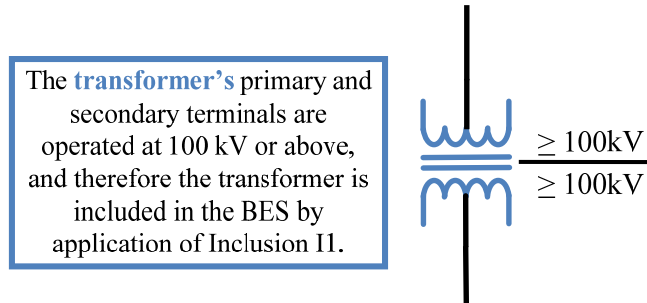 The transformer's primary and
secondary terminals are
operated at 100 kV or above,
and therefore the transformer is
included in the BES by
application of Inclusion I1.
≥ 100kV
≥ 100kV